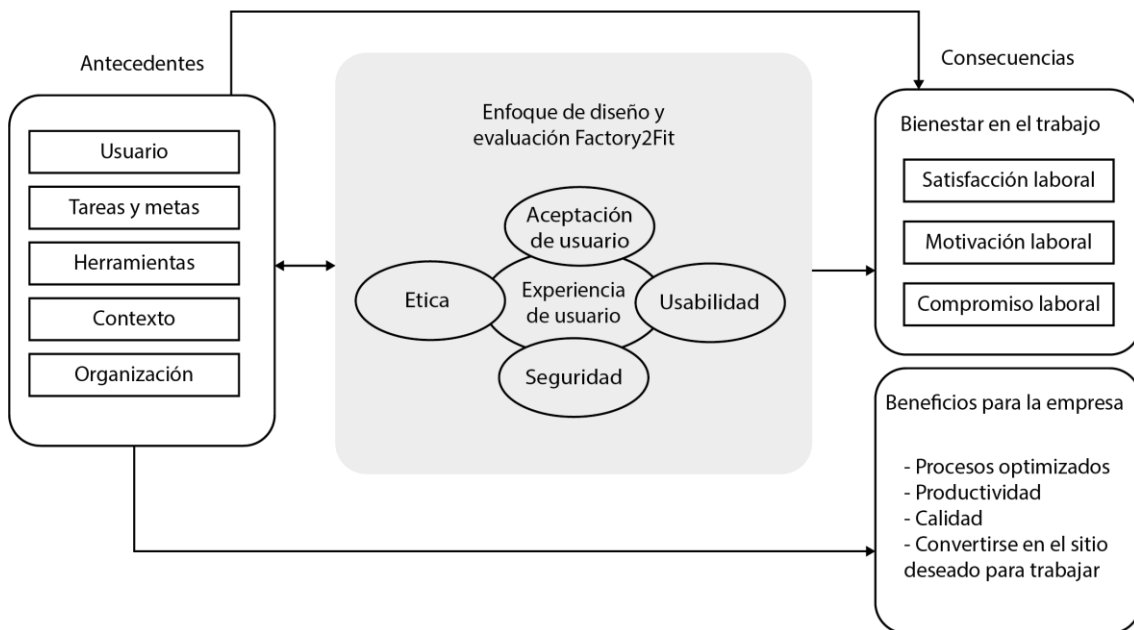 Antecedentes
Usuario
Tareas y metas
Herramientas
Contexto
Organización
Enfoque de diseño y
evaluación Factory2Fit
Aceptación
de usuario
Etica
Experiencia
de usuario
Usabilidad
Seguridad
Consecuencias
Bienestar en el trabajo
Satisfacción laboral
Motivación laboral
Compromiso laboral
Beneficios para la empresa
- Procesos optimizados
- Productividad
- Calidad
- Convertirse en el sitio
deseado para trabajar